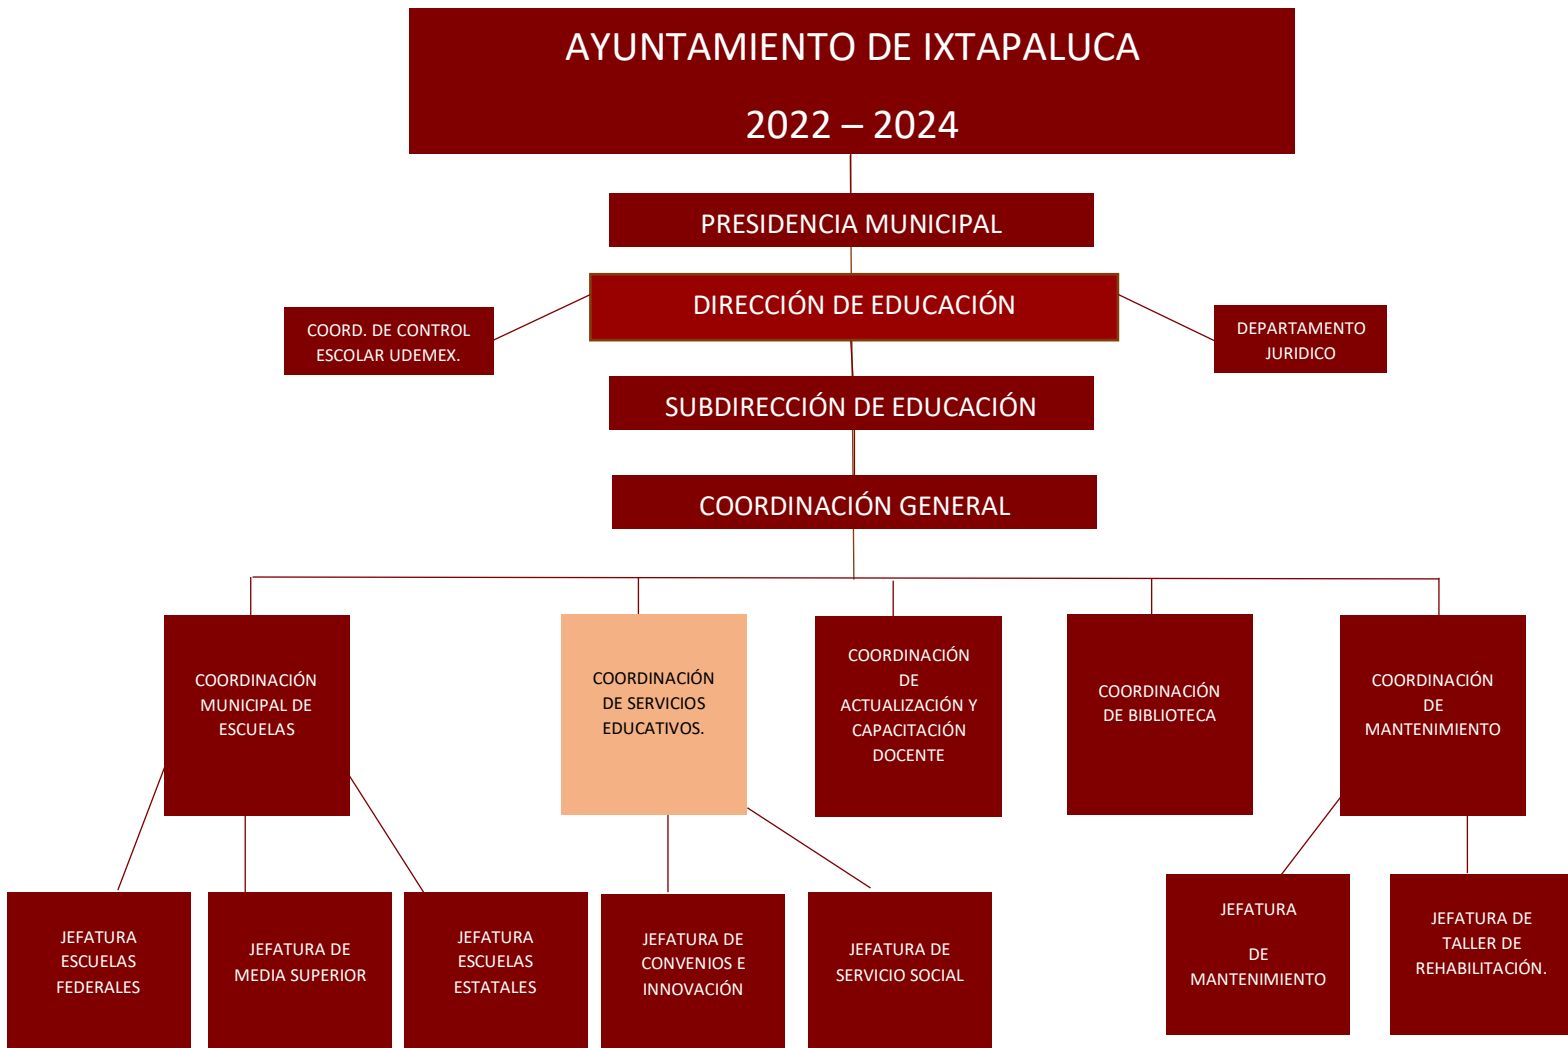 AYUNTAMIENTO DE IXTAPALUCA
2022 – 2024
PRESIDENCIA MUNICIPAL
DIRECCIÓN DE EDUCACIÓN
COORD. DE CONTROL
ESCOLAR UDEMEX.
DEPARTAMENTO
JURIDICO
SUBDIRECCIÓN DE EDUCACIÓN
COORDINACIÓN GENERAL
COORDINACIÓN
MUNICIPAL DE
ESCUELAS
COORDINACIÓN
DE SERVICIOS
EDUCATIVOS.
COORDINACIÓN
DE
ACTUALIZACIÓN Y
CAPACITACIÓN
DOCENTE
COORDINACIÓN
DE BIBLIOTECA
COORDINACIÓN
DE
MANTENIMIENTO
JEFATURA
ESCUELAS
FEDERALES
JEFATURA DE
MEDIA SUPERIOR
JEFATURA
ESCUELAS
ESTATALES
JEFATURA DE
CONVENIOS E
INNOVACIÓN
JEFATURA DE
SERVICIO SOCIAL
JEFATURA
DE
MANTENIMIENTO
JEFATURA DE
TALLER DE
REHABILITACIÓN.